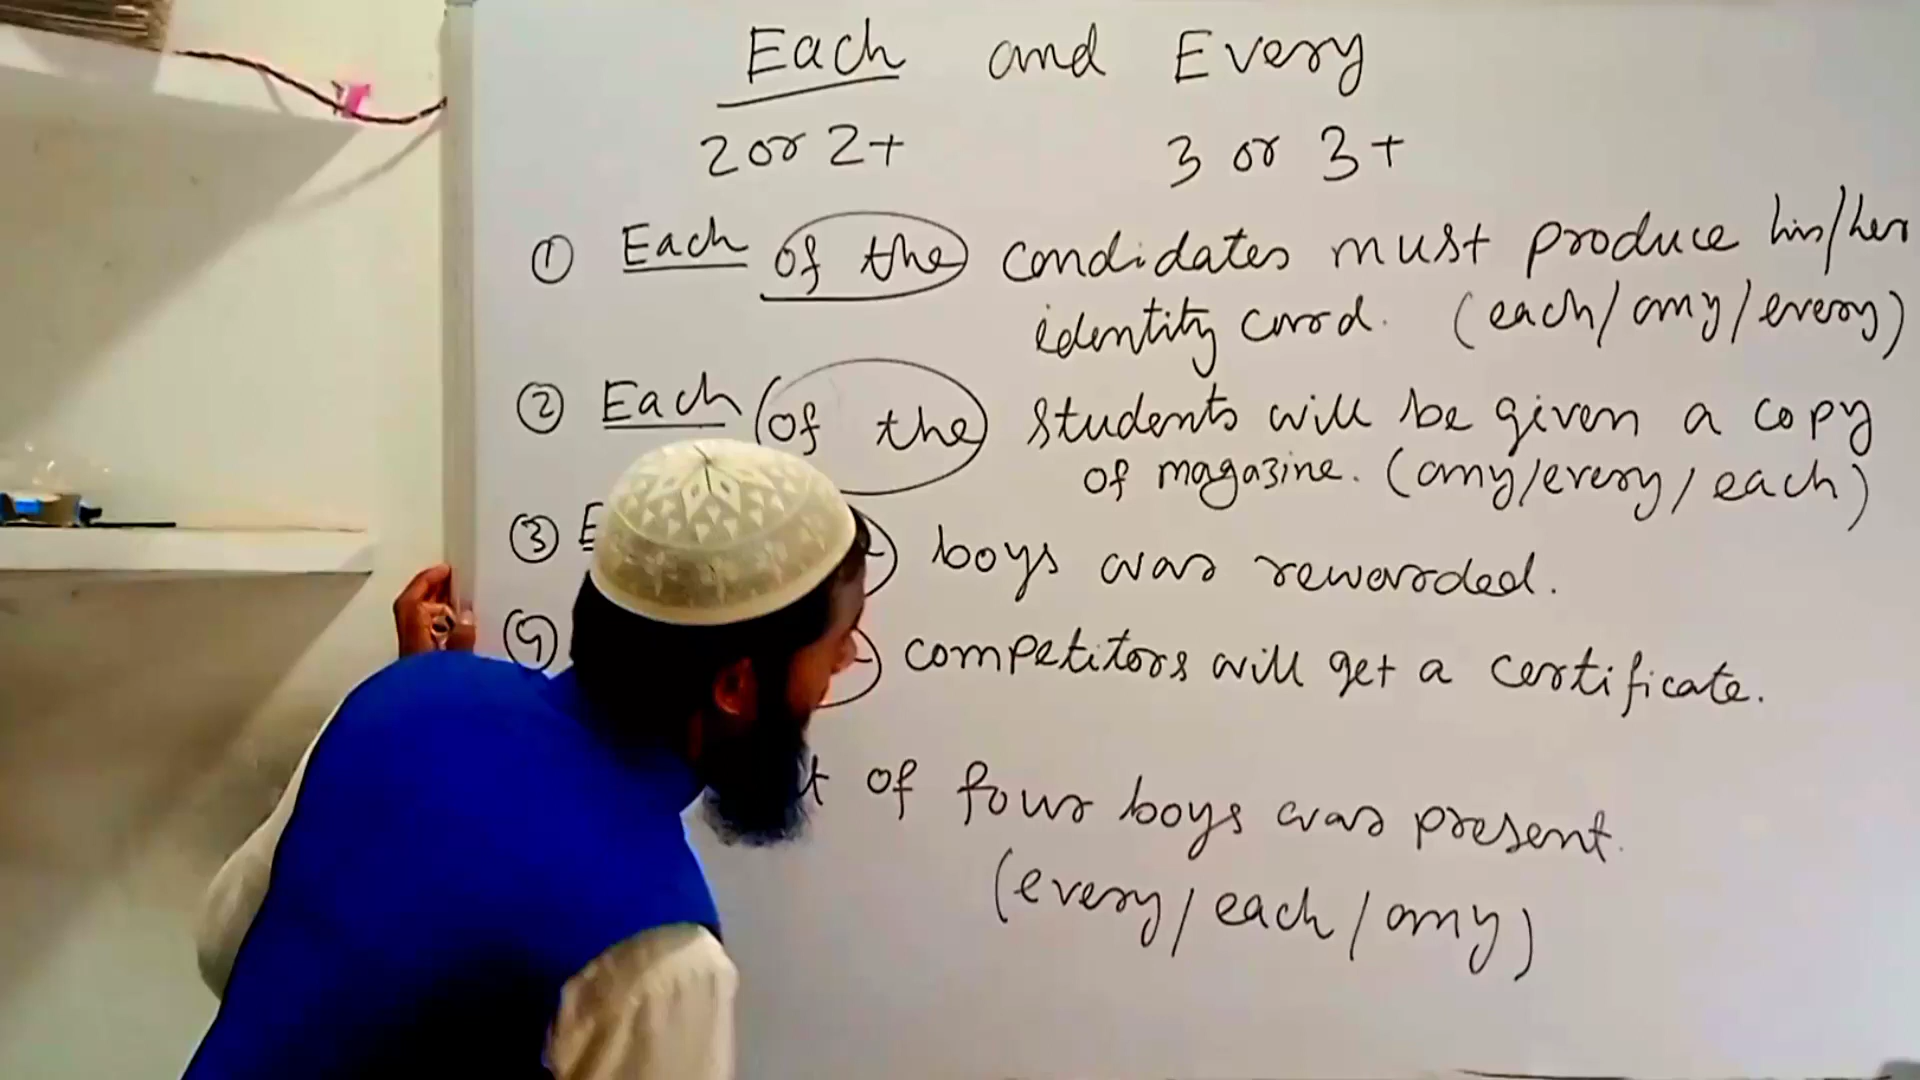 Each and Every
2 or 2+ 3 or 3+
① Each of the candidates must produce his/her
identity card. (each/any/every)
② Each of the students will be given a copy
of magazine. (any/every/each)
③ boys was rewarded.
④ competitors will get a certificate.
of four boys was present.
(every/each/any)